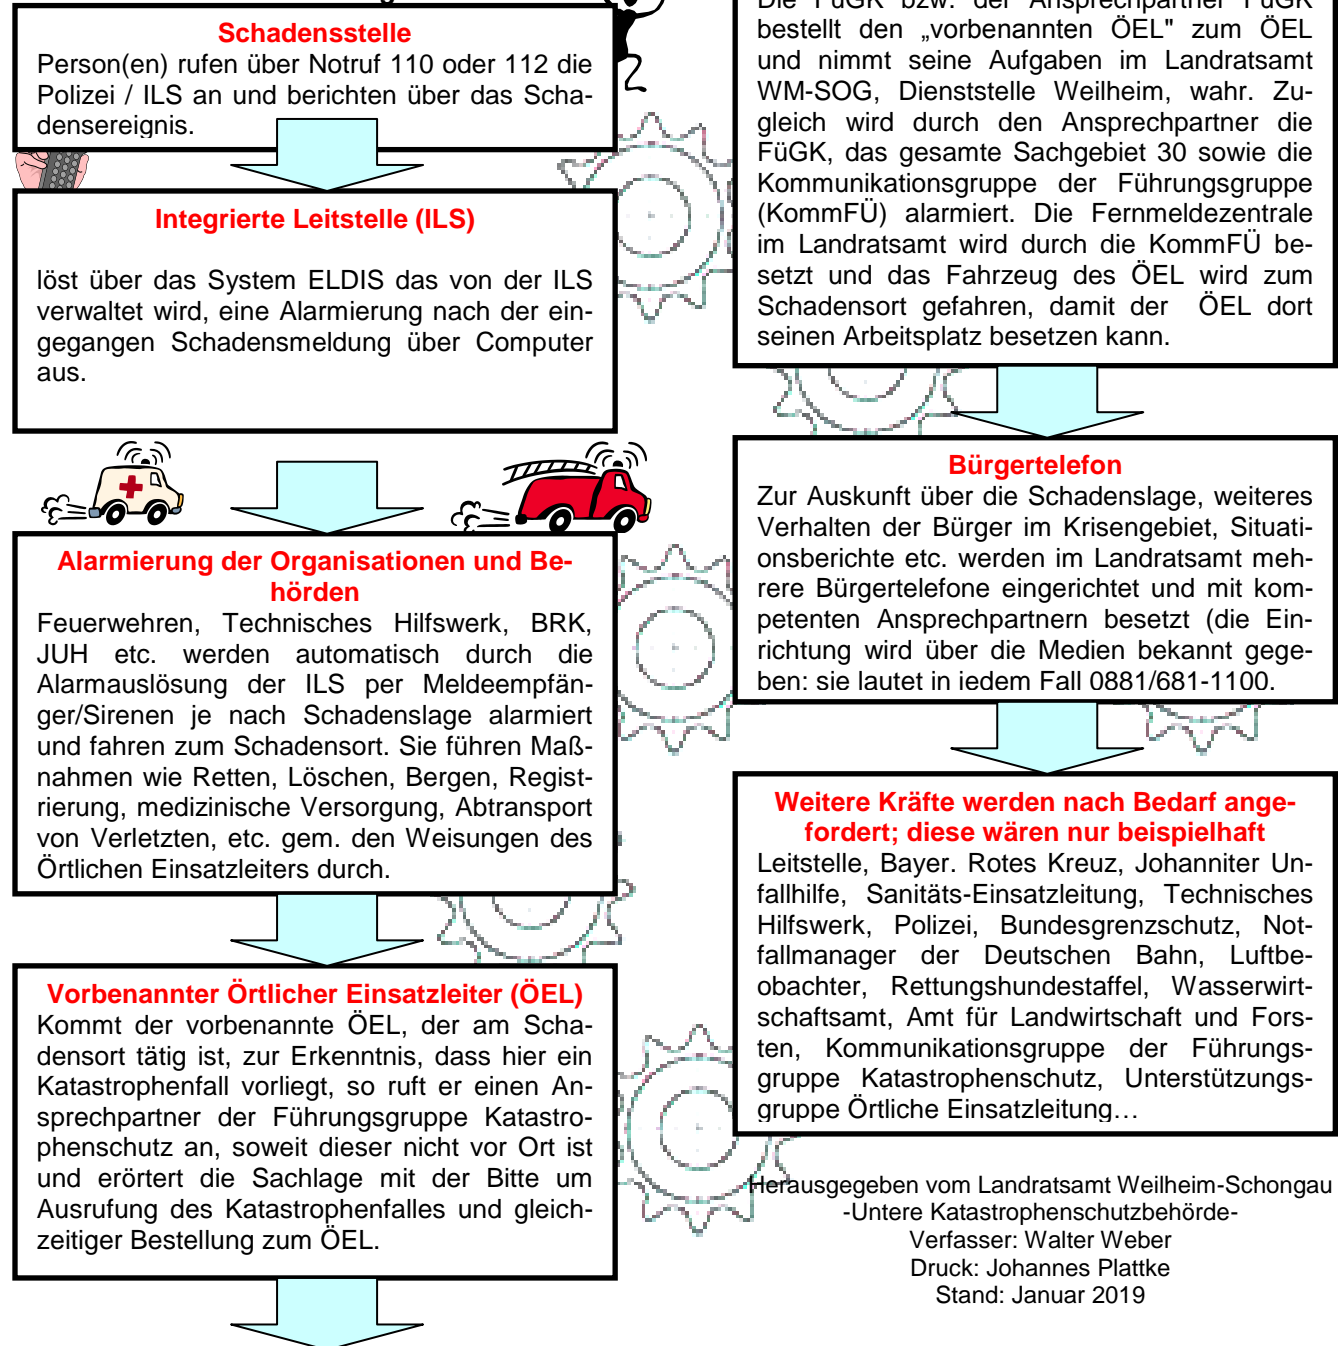 Schadensstelle
Person(en) rufen über Notruf 110 oder 112 die
Polizei / ILS an und berichten über das Scha-
densereignis.
Integrierte Leitstelle (ILS)
löst über das System ELDIS das von der ILS
verwaltet wird, eine Alarmierung nach der ein-
gegangen Schadensmeldung über Computer
aus.
Alarmierung der Organisationen und Be-
hörden
Feuerwehren, Technisches Hilfswerk, BRK,
JUH etc. werden automatisch durch die
Alarmauslösung der ILS per Meldeempfän-
ger/Sirenen je nach Schadenslage alarmiert
und fahren zum Schadensort. Sie führen Maß-
nahmen wie Retten, Löschen, Bergen, Regist-
rierung, medizinische Versorgung, Abtransport
von Verletzten, etc. gem. den Weisungen des
Örtlichen Einsatzleiters durch.
Vorbenannter Örtlicher Einsatzleiter (ÖEL)
Kommt der vorbenannte ÖEL, der am Scha-
densort tätig ist, zur Erkenntnis, dass hier ein
Katastrophenfall vorliegt, so ruft er einen An-
sprechpartner der Führungsgruppe Katastro-
phenschutz an, soweit dieser nicht vor Ort ist
und erörtert die Sachlage mit der Bitte um
Ausrufung des Katastrophenfalles und gleich-
zeitiger Bestellung zum ÖEL.
Die FüGK bzw. der Ansprechpartner FüGK
bestellt den „vorbenannten ÖEL" zum ÖEL
und nimmt seine Aufgaben im Landratsamt
WM-SOG, Dienststelle Weilheim, wahr. Zu-
gleich wird durch den Ansprechpartner die
FüGK, das gesamte Sachgebiet 30 sowie die
Kommunikationsgruppe der Führungsgruppe
(KommFÜ) alarmiert. Die Fernmeldezentrale
im Landratsamt wird durch die KommFÜ be-
setzt und das Fahrzeug des ÖEL wird zum
Schadensort gefahren, damit der ÖEL dort
seinen Arbeitsplatz besetzen kann.
Bürgertelefon
Zur Auskunft über die Schadenslage, weiteres
Verhalten der Bürger im Krisengebiet, Situati-
onsberichte etc. werden im Landratsamt meh-
rere Bürgertelefone eingerichtet und mit kom-
petenten Ansprechpartnern besetzt (die Ein-
richtung wird über die Medien bekannt gege-
ben: sie lautet in jedem Fall 0881/681-1100.
Weitere Kräfte werden nach Bedarf ange-
fordert; diese wären nur beispielhaft
Leitstelle, Bayer. Rotes Kreuz, Johanniter Un-
fallhilfe, Sanitäts-Einsatzleitung, Technisches
Hilfswerk, Polizei, Bundesgrenzschutz, Not-
fallmanager der Deutschen Bahn, Luftbe-
obachter, Rettungshundestaffel, Wasserwirt-
schaftsamt, Amt für Landwirtschaft und Fors-
ten, Kommunikationsgruppe der Führungs-
gruppe Katastrophenschutz, Unterstützungs-
gruppe Örtliche Einsatzleitung…
Herausgegeben vom Landratsamt Weilheim-Schongau
-Untere Katastrophenschutzbehörde-
Verfasser: Walter Weber
Druck: Johannes Plattke
Stand: Januar 2019